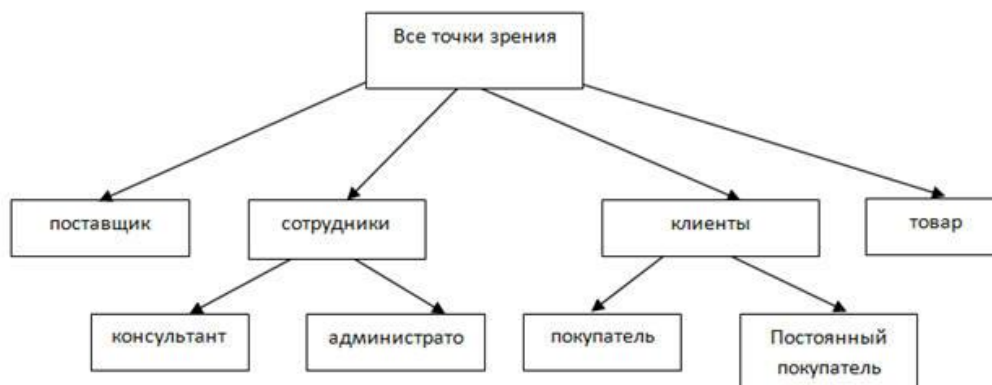 Все точки зрения
поставщик
сотрудники
клиенты
товар
консультант
администрато
покупатель
Постоянный
покупатель